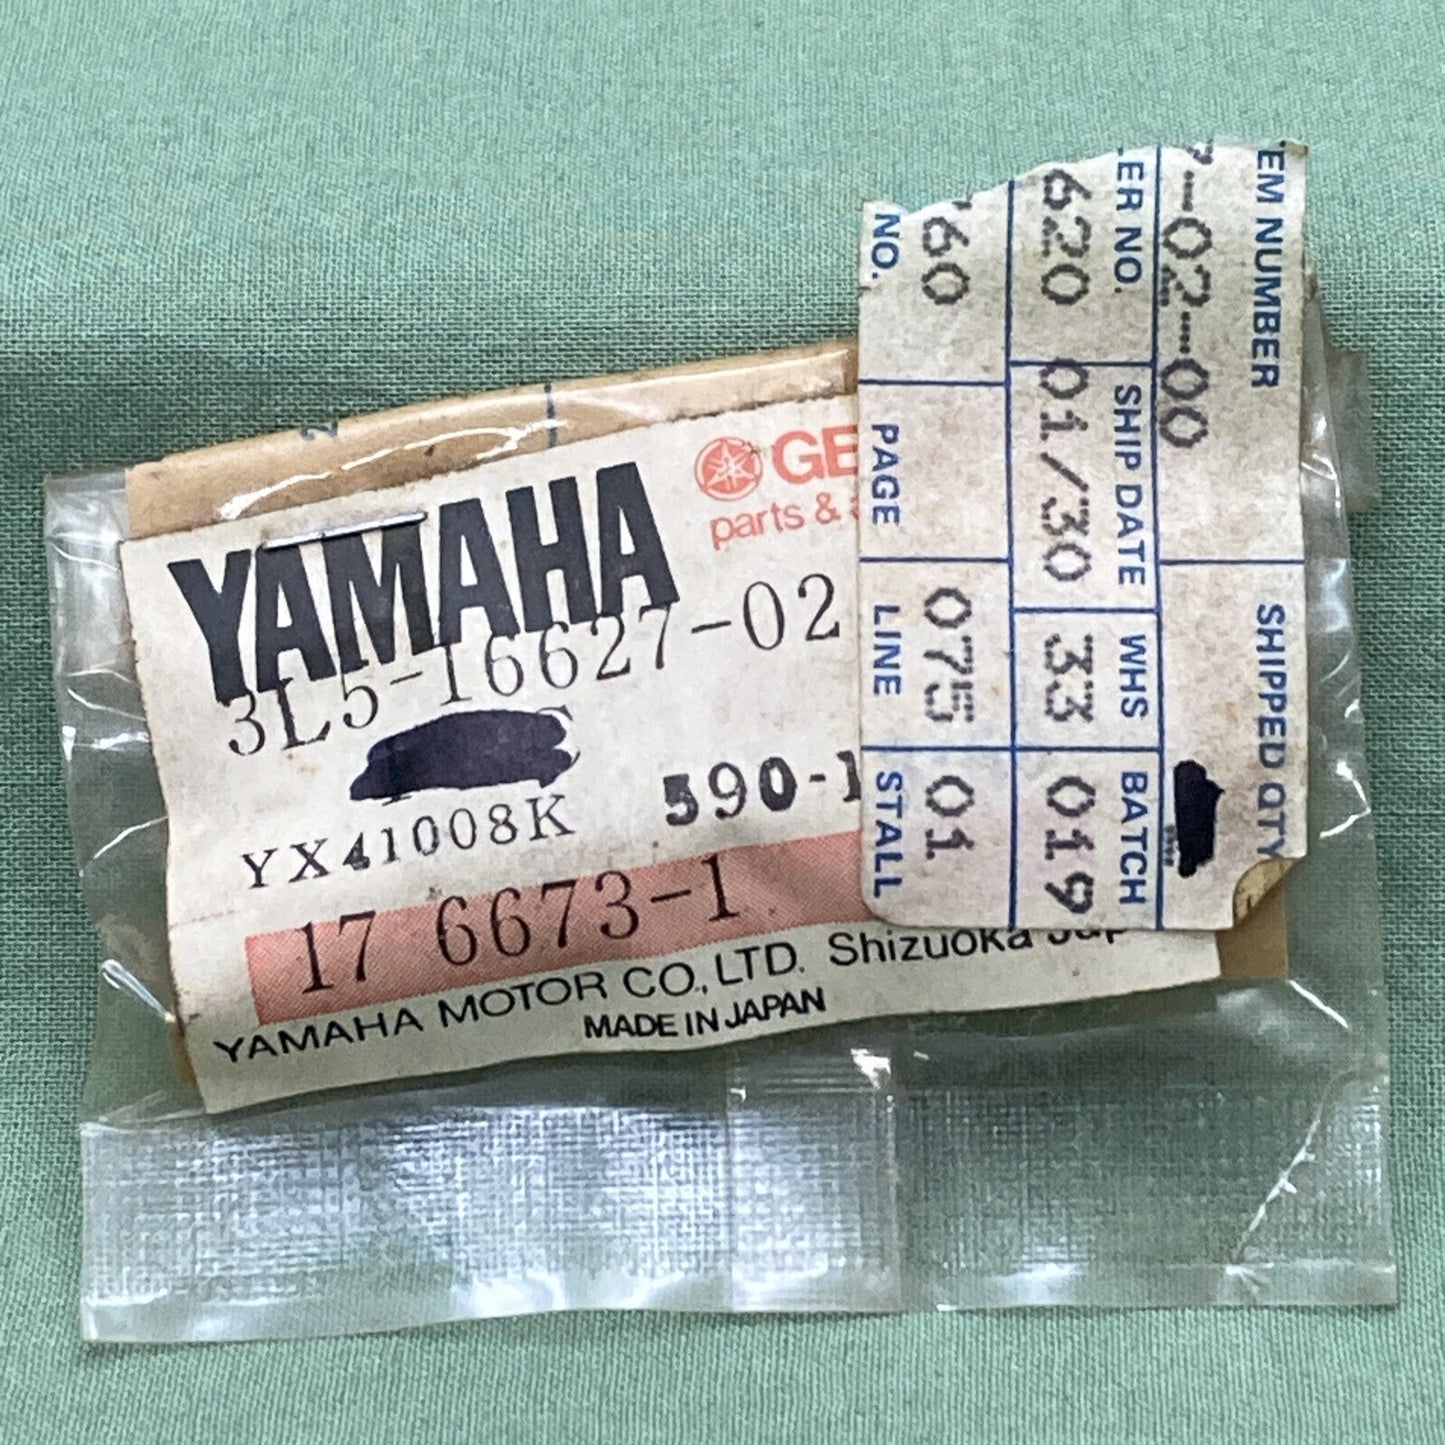 YAMAHA
GE
parts &
3L5-16627-02
YX41008K
590-1
17 6673-1
YAMAHA MOTOR CO., LTD. Shizuoka Jap
MADE IN JAPAN
EM NUMBER SHIPPED QTY
-02-00
ER NO. SHIP DATE WHS BATCH
620 01/30 33 019
NO. PAGE LINE STALL
60 075 01